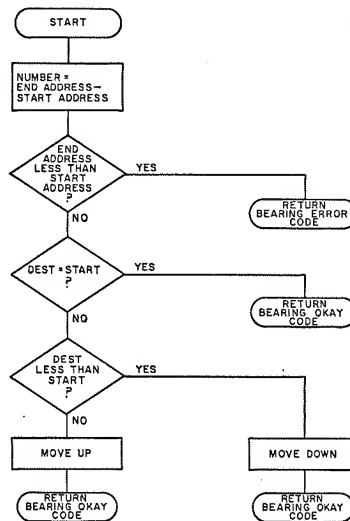 START
NUMBER =
END ADDRESS—
START ADDRESS
END
ADDRESS
LESS THAN
START
ADDRESS
?
YES
RETURN
BEARING ERROR
CODE
NO
DEST = START
?
YES
RETURN
BEARING OKAY
CODE
NO
DEST
LESS THAN
START
?
YES
NO
MOVE UP
MOVE DOWN
RETURN
BEARING OKAY
CODE
RETURN
BEARING OKAY
CODE